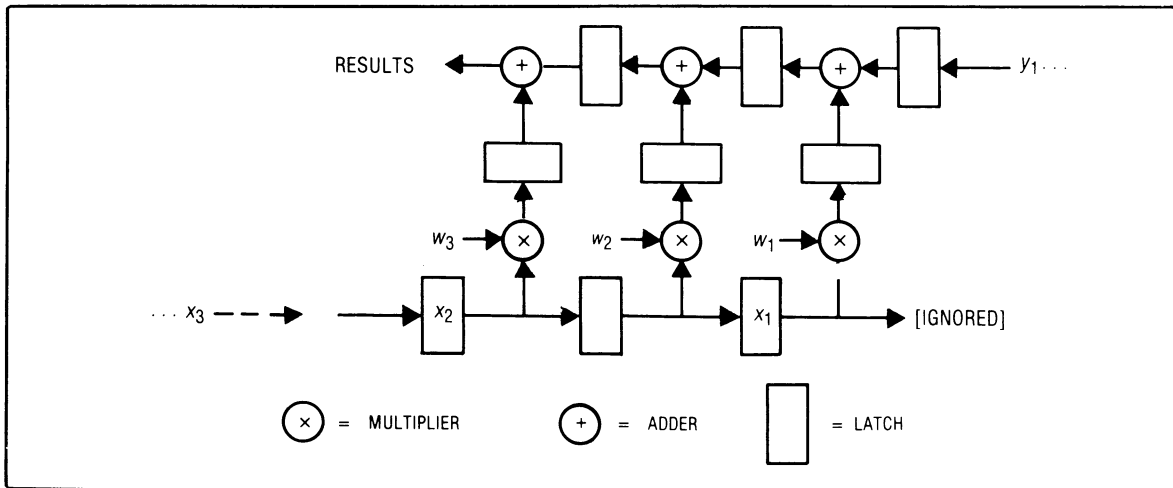 RESULTS + + + y₁ ···
w₃ × w₂ × w₁ ×
··· x₃ x₂ x₁ [IGNORED]
× = MULTIPLIER + = ADDER = LATCH